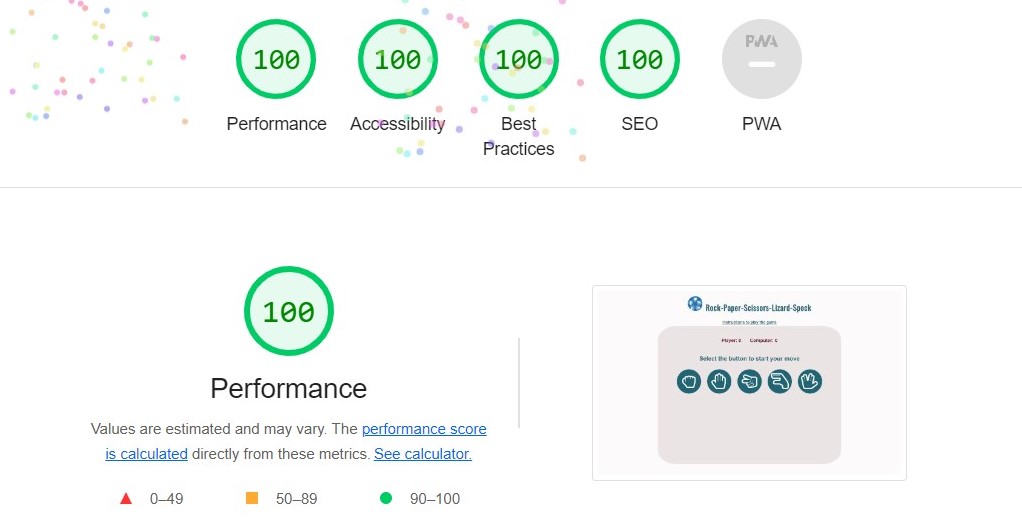 100 100 100 100 PWA
Performance Accessibility Best Practices SEO PWA
100
Performance
Values are estimated and may vary. The performance score
is calculated directly from these metrics. See calculator.
0–49 50–89 90–100
Rock-Paper-Scissors-Lizard-Spock
Instructions to play the game
Player: 0 Computer: 0
Select the button to start your move